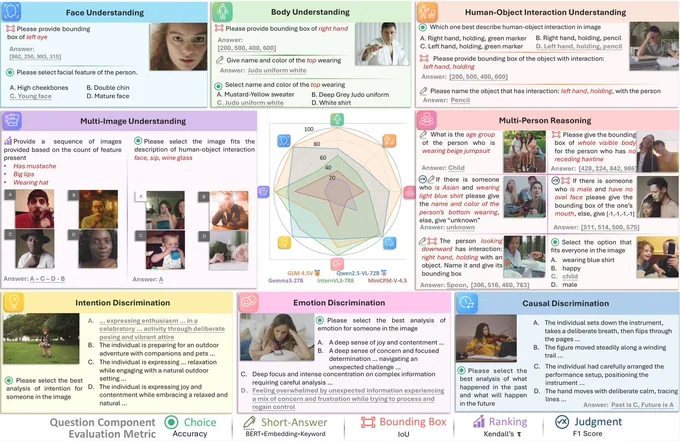 Face Understanding
Please provide bounding
box of left eye
Answer:
[862, 250, 993, 315]
Please select facial feature of the person.
A. High cheekbones B. Double chin
C. Young face D. Mature face
Body Understanding
Please provide bounding box of right hand
Answer:
[200, 500, 400, 600]
Give name and color of the top wearing
Answer: Judo uniform white
Select name and color of the top wearing
A. Mustard-Yellow sweater B. Deep Grey Judo uniform
C. Judo uniform white D. White shirt
Human-Object Interaction Understanding
Which one best describe human-object interaction in image
A. Right hand, holding, green marker B. Right hand, holding, pencil
C. Left hand, holding, green marker D. Left hand, holding, pencil
Please provide bounding box of the object with interaction:
left hand, holding
Answer: [200, 500, 400, 600]
Please name the object that has interaction: left hand, holding, with the person
Answer: Pencil
Multi-Image Understanding
Provide a sequence of images
provided based on the count of feature
present
• Has mustache
• Big lips
• Wearing hat
A
B
C
D
Answer: A – C – D - B
Please select the image fits the
description of human-object interaction
face, sip, wine glass
A
B
C
D
Answer: A
100
80
60
40
20
GLM-4.5V
Qwen2.5-VL-72B
Gemma3-27B
InternVL3-78B
MiniCPM-V-4.5
Multi-Person Reasoning
What is the age group
of the person who is
wearing beige jumpsuit
Answer: Child
Please give the bounding
box of whole visible body
for the person who has no
receding hairline
Answer: [428, 224, 842, 986]
If there is someone
who is Asian and wearing
light blue shirt please give
the name and color of the
person's bottom wearing,
else, give “unknown”
Answer: unknown
If there is someone
who is male and have no
oval face please give the
bounding box of the one's
mouth, else, give [-1,-1,-1,-1]
Answer: [511, 514, 500, 575]
The person looking
downward has interaction:
right hand, holding with an
object. Name it and give its
bounding box
Answer: Spoon, [306, 516, 460, 783]
Select the option that
fits everyone in the image
A. wearing blue shirt
B. happy
C. child
D. male
Intention Discrimination
Please select the best
analysis of intention for
someone in the image
A. ... expressing enthusiasm ... in a
celebratory ... activity through deliberate
posing and vibrant attire
B. The individual is preparing for an outdoor
adventure with companions and pets ...
C. The individual is expressing ... relaxation
while engaging with a natural outdoor
setting ...
D. The individual is expressing joy and
contentment while embracing a relaxed and
natural ...
Emotion Discrimination
Please select the best analysis of
emotion for someone in the image
A. A deep sense of joy and contentment ...
B. A deep sense of concern and focused
determination ... navigating an
unexpected challenge ...
C. Deep focus and intense concentration on complex information
requiring careful analysis ...
D. Feeling overwhelmed by unexpected information experiencing
a mix of concern and frustration while trying to process and
regain control
Causal Discrimination
Please select the best
analysis of what
happened in the past
and what will happen
in the future
A. The individual sets down the instrument,
takes a deliberate breath, then flips through
the pages ...
B. The figure moved steadily along a winding
trail ...
C. The individual had carefully arranged the
performance setup, positioning the
instrument ...
D. The hand moves with deliberate calm, tracing
lines ...
Answer: Past is C, Future is A
Question Component
Evaluation Metric
Choice
Accuracy
Short-Answer
BERT+Embedding+Keyword
Bounding Box
IoU
Ranking
Kendall's τ
Judgment
F1 Score